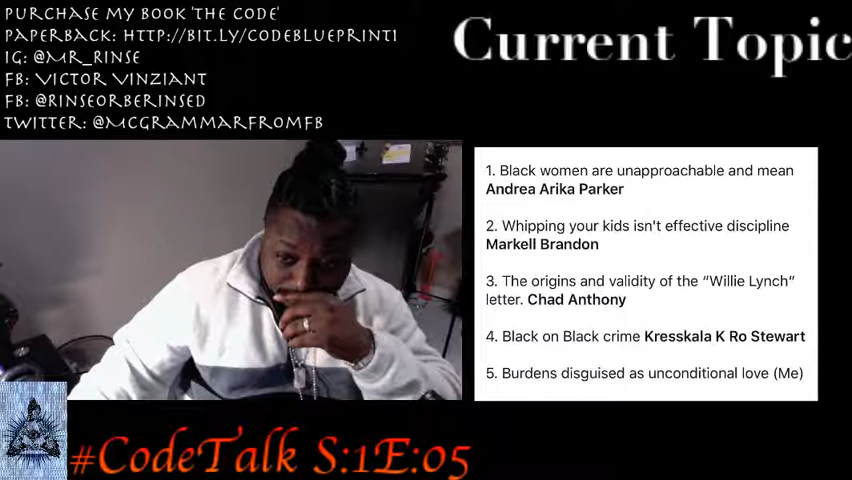 PURCHASE MY BOOK 'THE CODE'
PAPERBACK: HTTP://BIT.LY/CODEBLUEPRINT1
IG: @MR_RINSE
FB: VICTOR VINZIANT
FB: @RINSEORBERINSED
TWITTER: @MCGRAMMARFROMFB
Current Topic
1. Black women are unapproachable and mean
Andrea Arika Parker
2. Whipping your kids isn't effective discipline
Markell Brandon
3. The origins and validity of the “Willie Lynch”
letter. Chad Anthony
4. Black on Black crime Kresskala K Ro Stewart
5. Burdens disguised as unconditional love (Me)
#CodeTalk S:1E:05